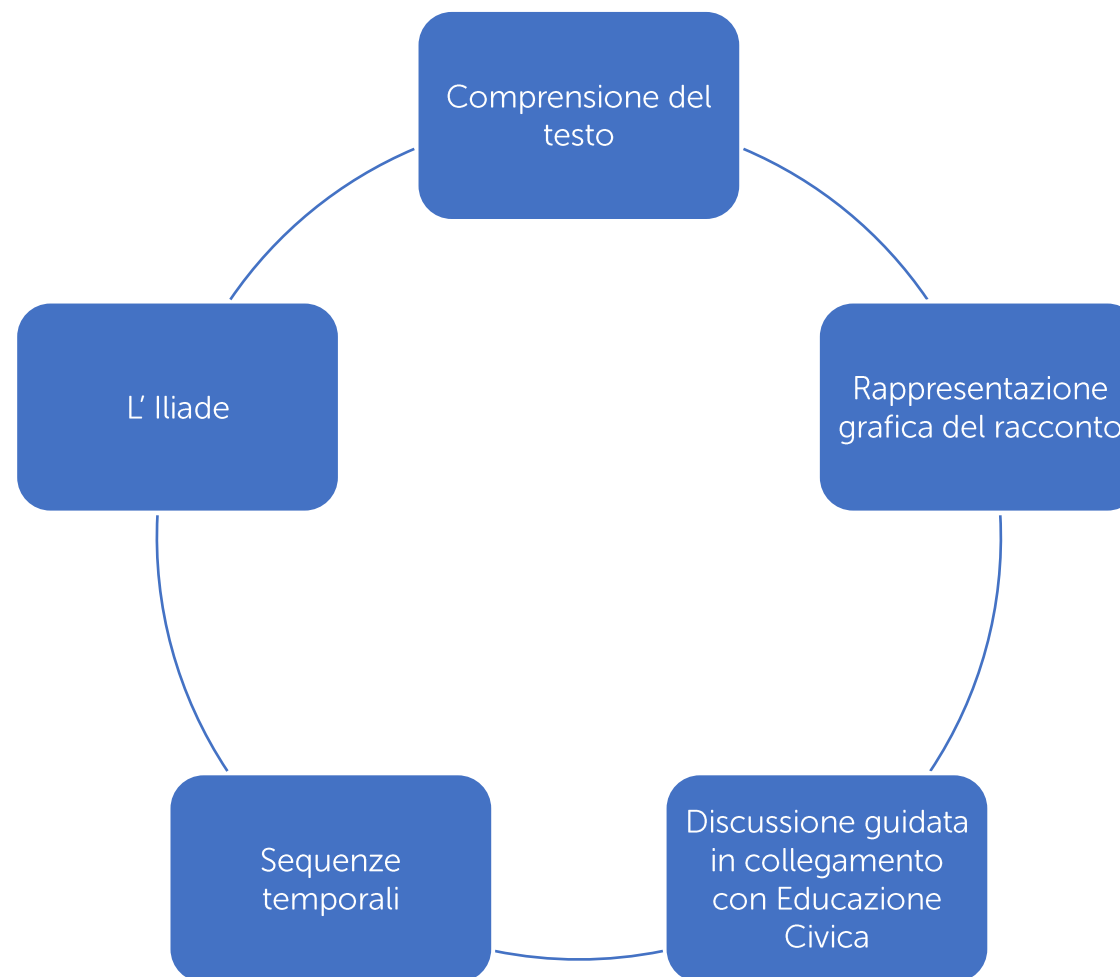 Comprensione del
testo
Rappresentazione
grafica del racconto
Discussione guidata
in collegamento
con Educazione
Civica
Sequenze
temporali
L' Iliade